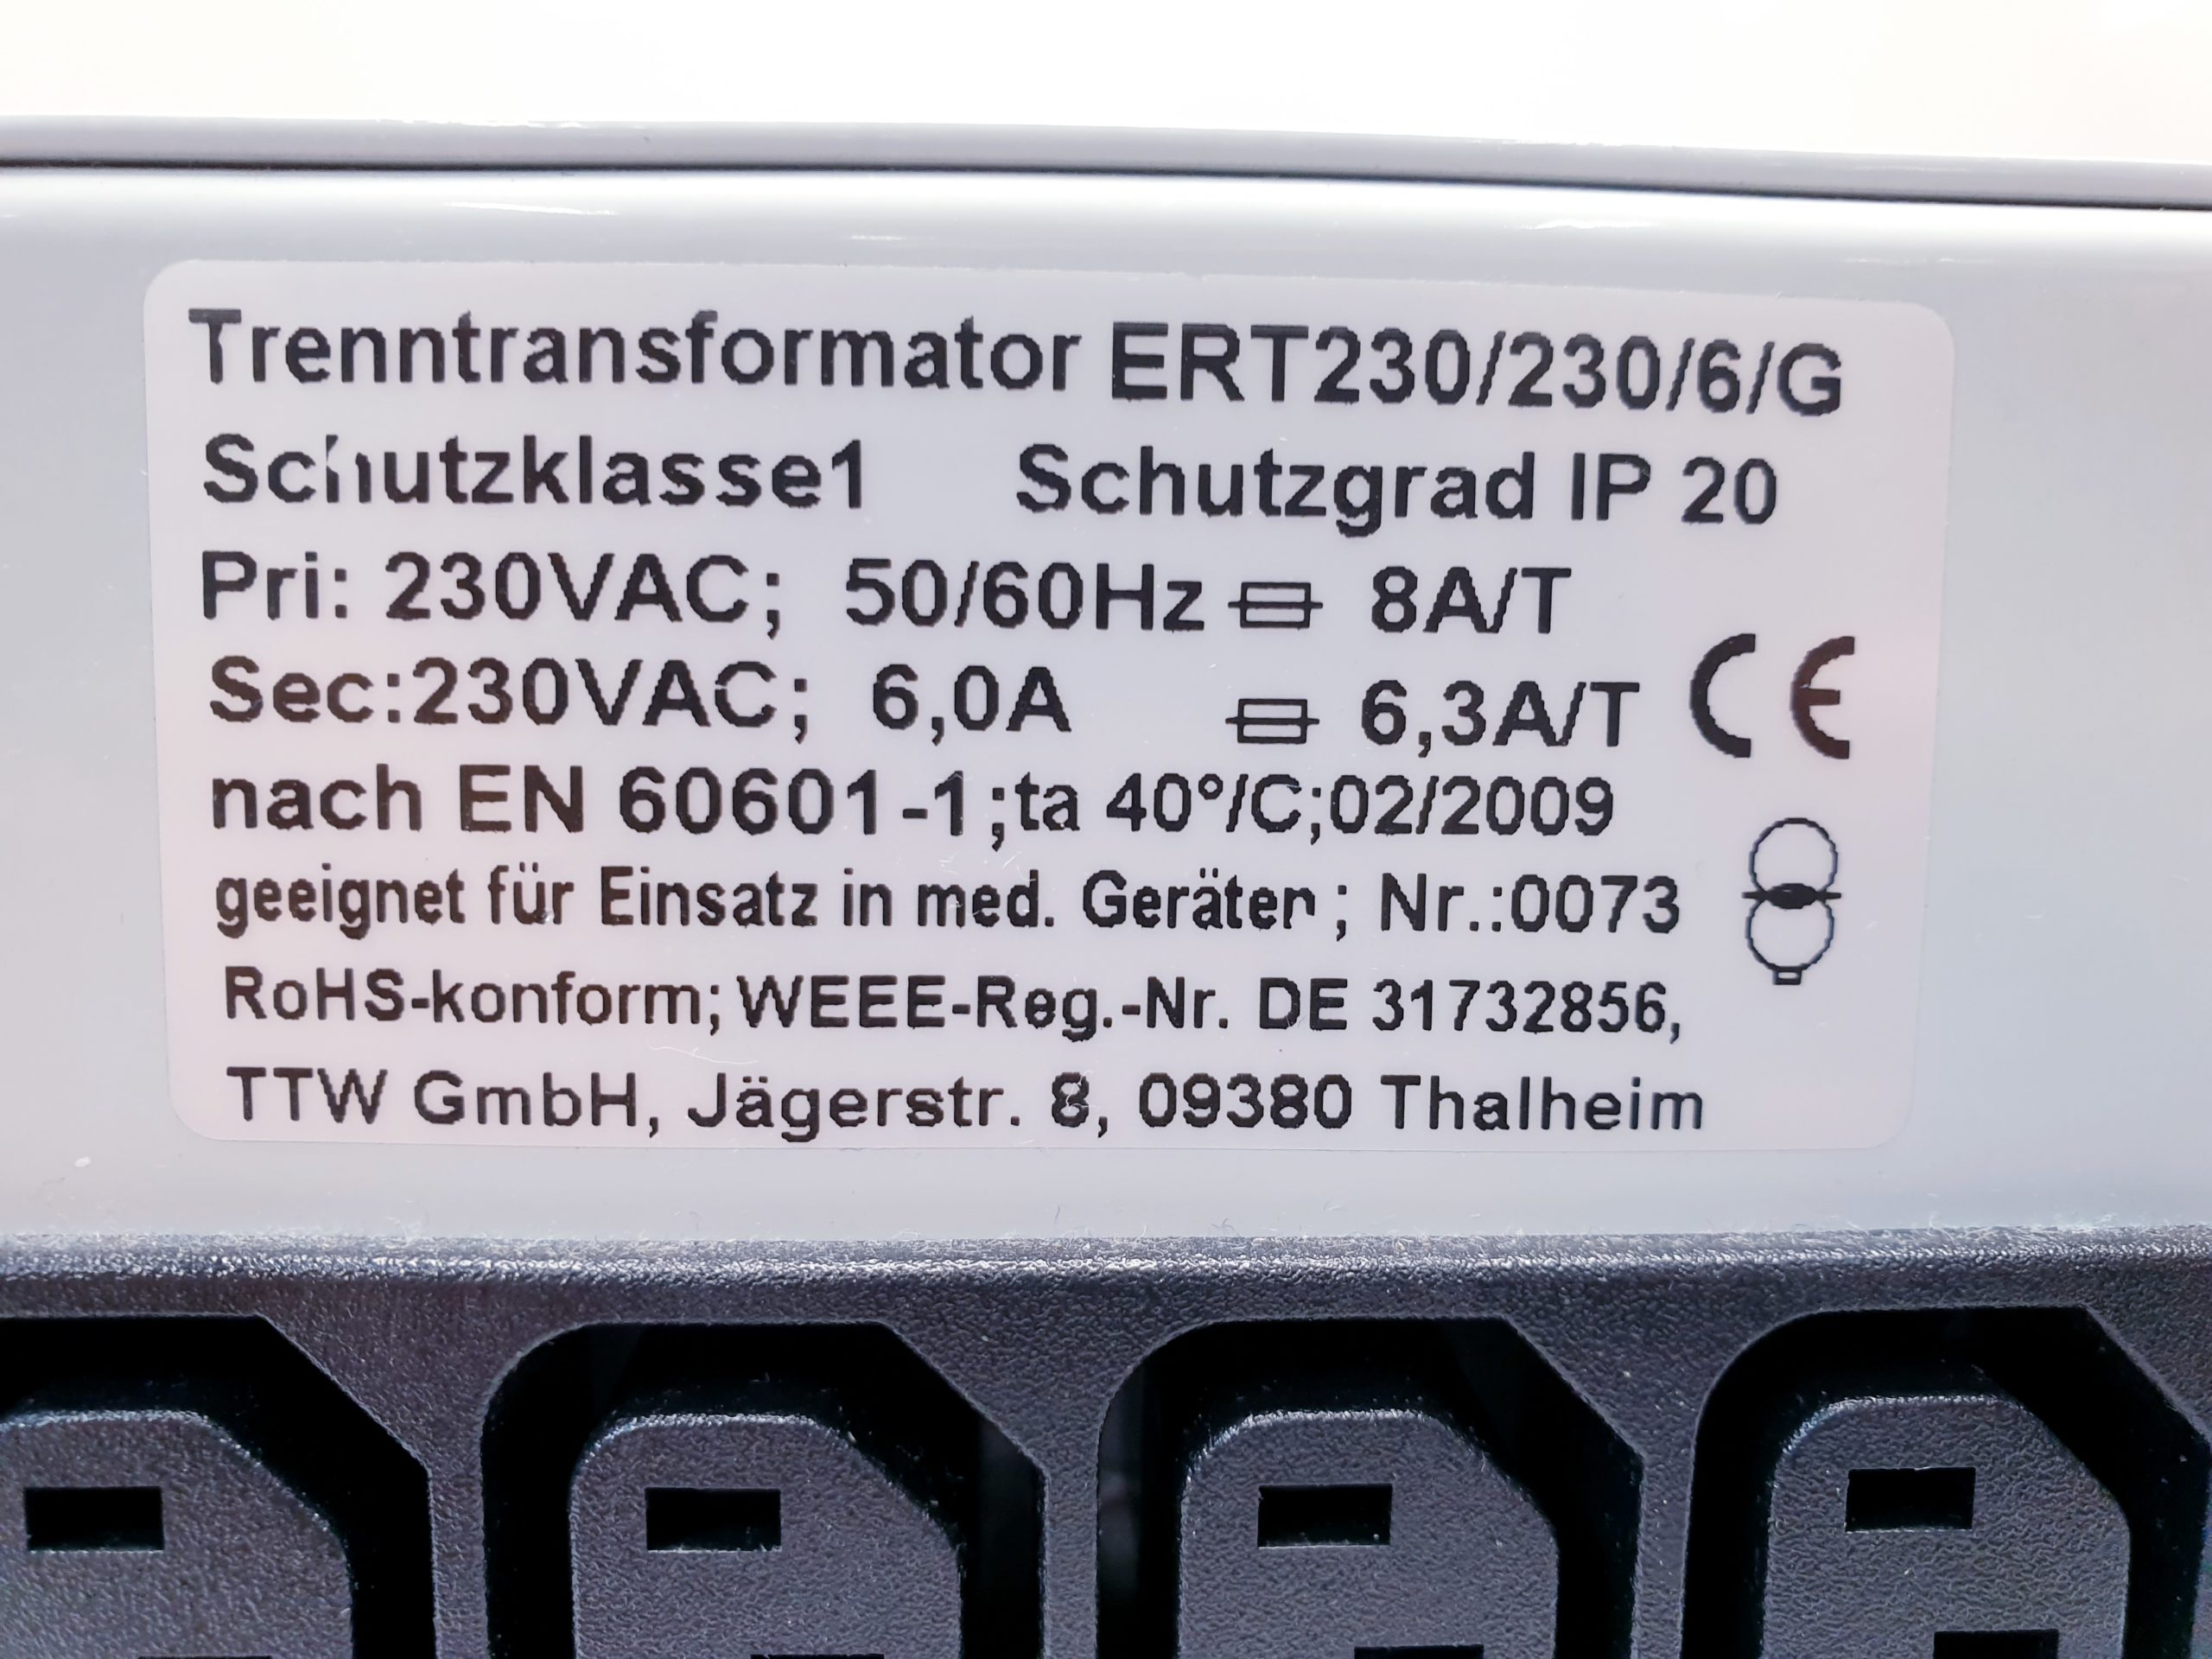 Trenntransformator ERT230/230/6/G
Schutzklasse1 Schutzgrad IP 20
Pri: 230VAC; 50/60Hz 8A/T
Sec:230VAC; 6,0A 6,3A/T CE
nach EN 60601-1;ta 40°/C;02/2009
geeignet für Einsatz in med. Geräten; Nr.:0073
RoHS-konform; WEEE-Reg.-Nr. DE 31732856,
TTW GmbH, Jägerstr. 8, 09380 Thalheim